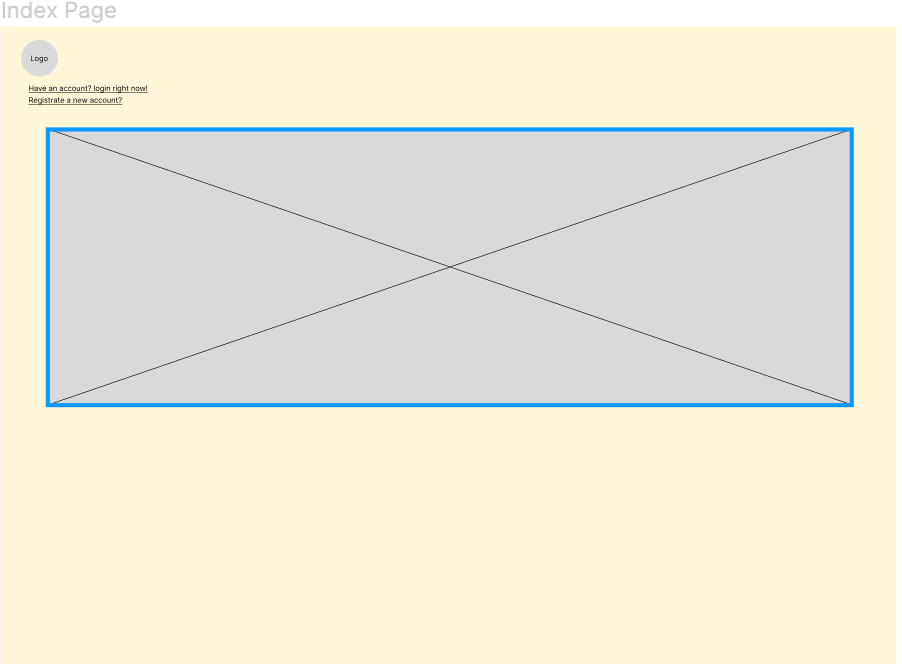 Index Page
Logo
Have an account? login right now!
Registrate a new account?